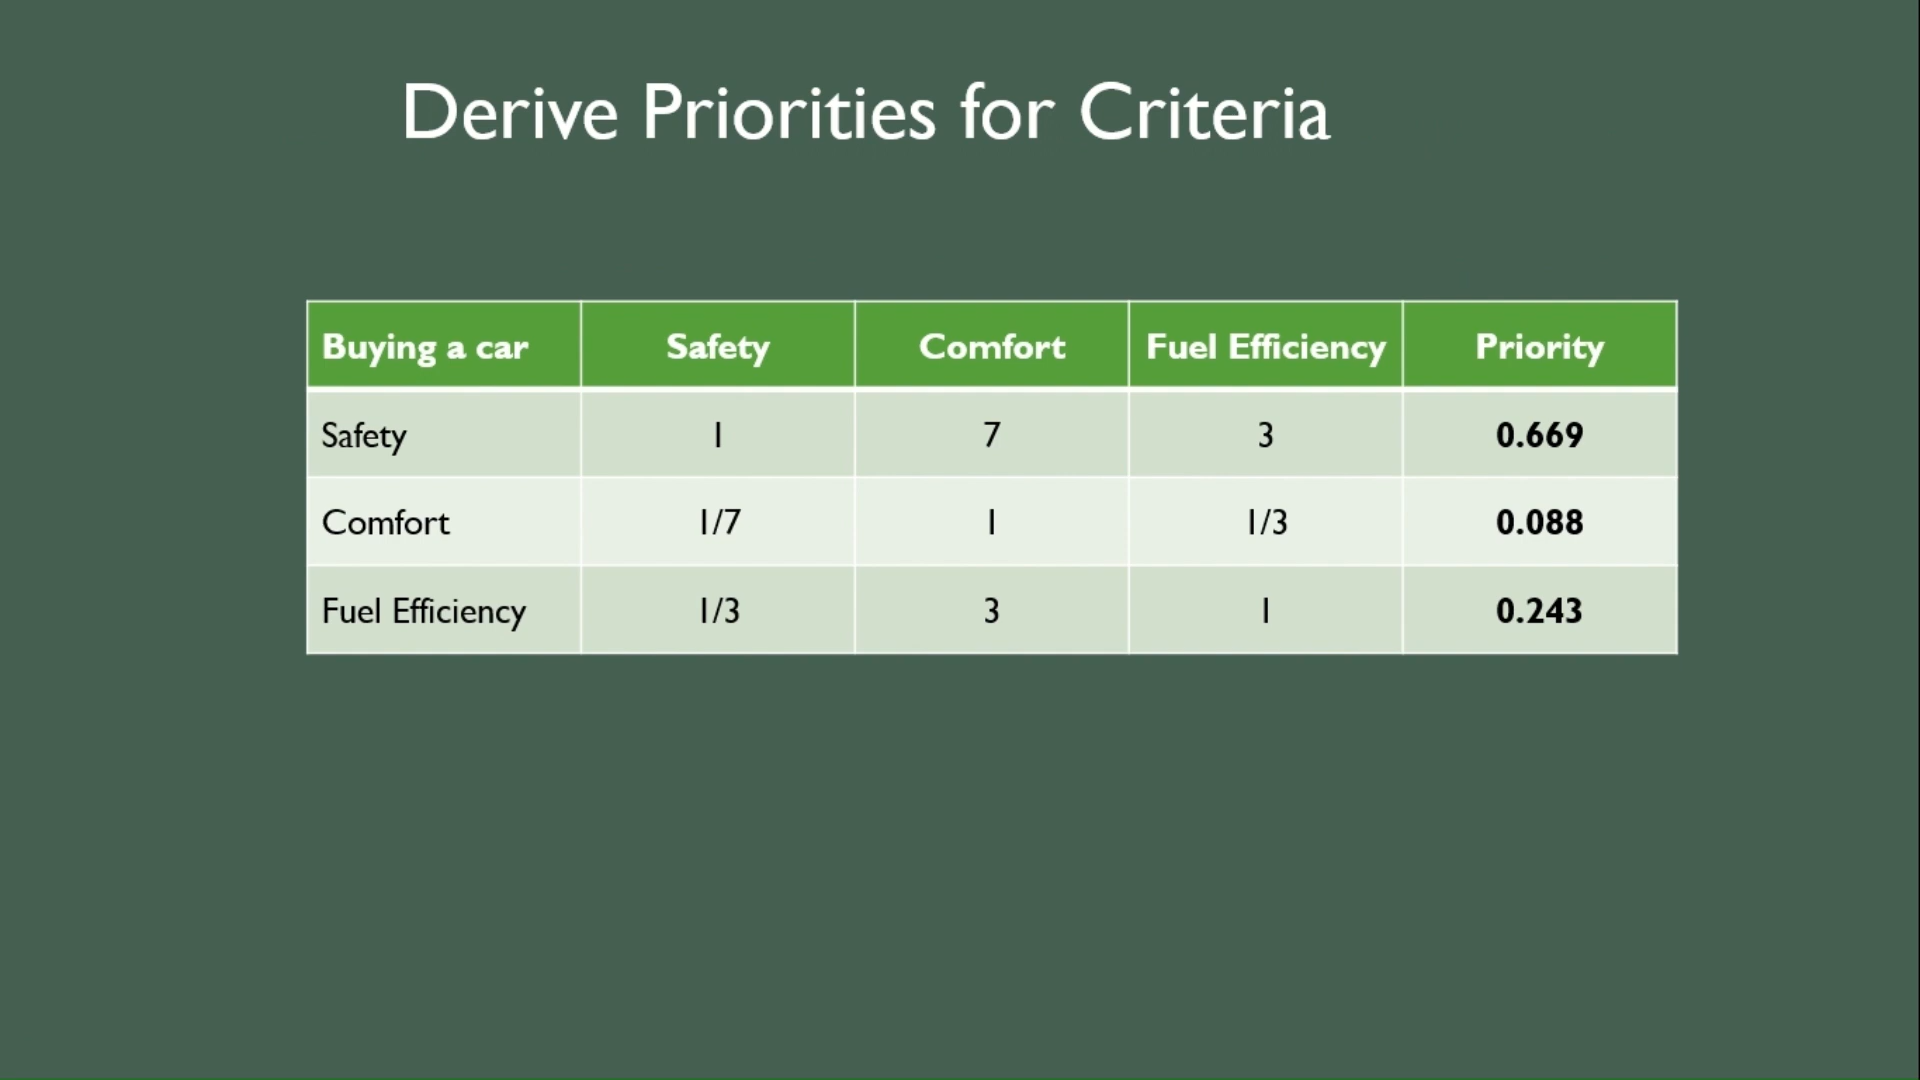 Derive Priorities for Criteria
Buying a car Safety Comfort Fuel Efficiency Priority
Safety 1 7 3 0.669
Comfort 1/7 1 1/3 0.088
Fuel Efficiency 1/3 3 1 0.243